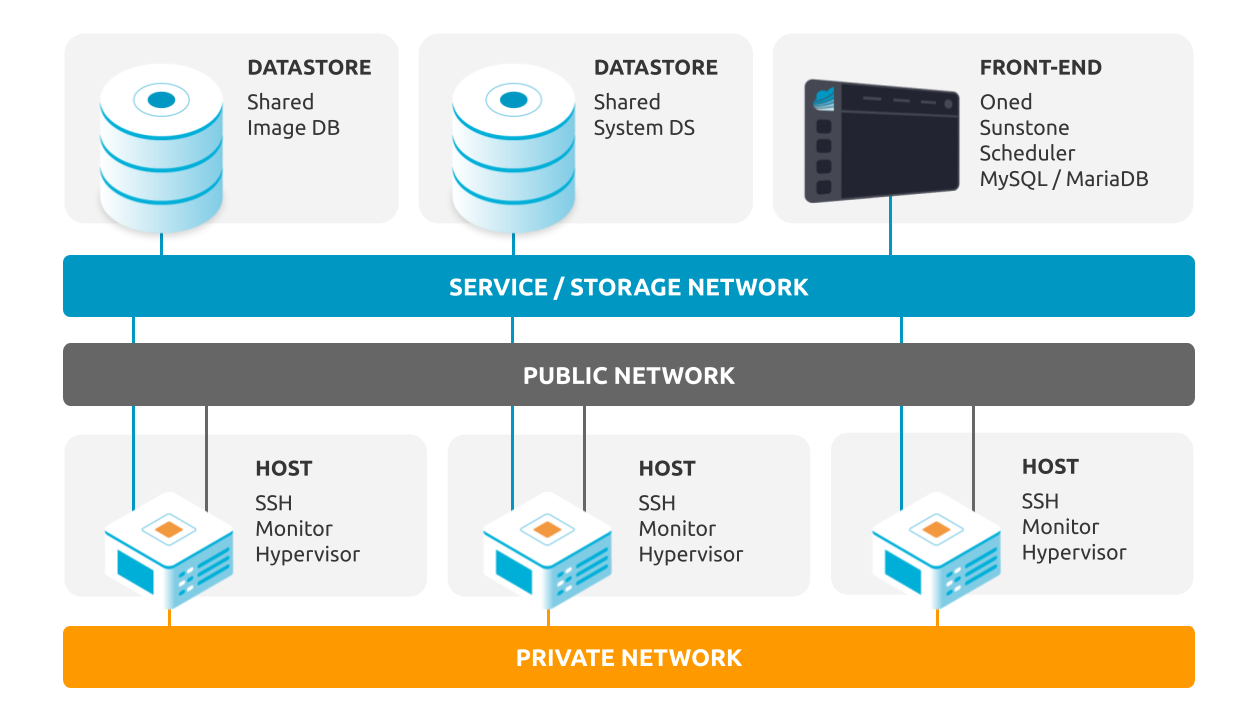 DATASTORE
Shared
Image DB
DATASTORE
Shared
System DS
FRONT-END
Oned
Sunstone
Scheduler
MySQL / MariaDB
SERVICE / STORAGE NETWORK
PUBLIC NETWORK
HOST
SSH
Monitor
Hypervisor
HOST
SSH
Monitor
Hypervisor
HOST
SSH
Monitor
Hypervisor
PRIVATE NETWORK